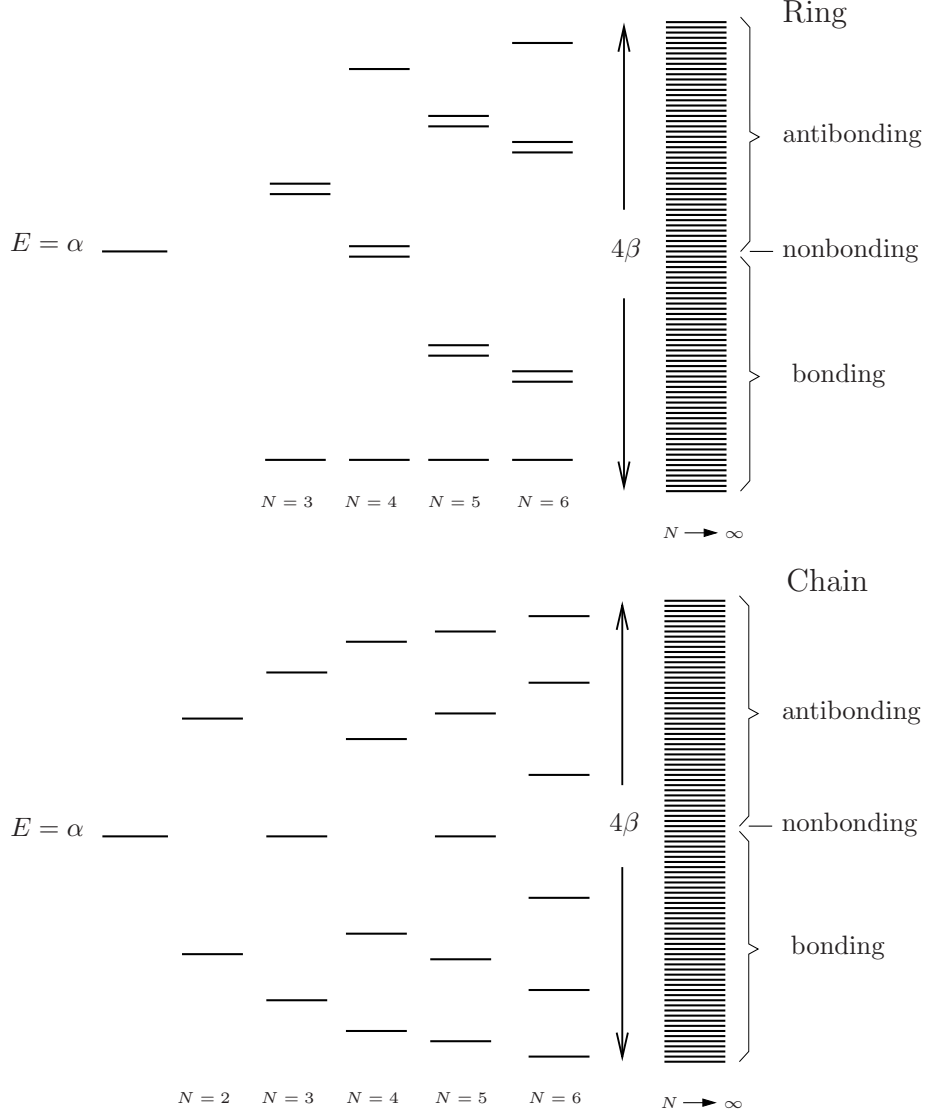 Ring
antibonding
E = α
4β
nonbonding
bonding
N = 3 N = 4 N = 5 N = 6
N → ∞
Chain
antibonding
E = α
4β
nonbonding
bonding
N = 2 N = 3 N = 4 N = 5 N = 6
N → ∞